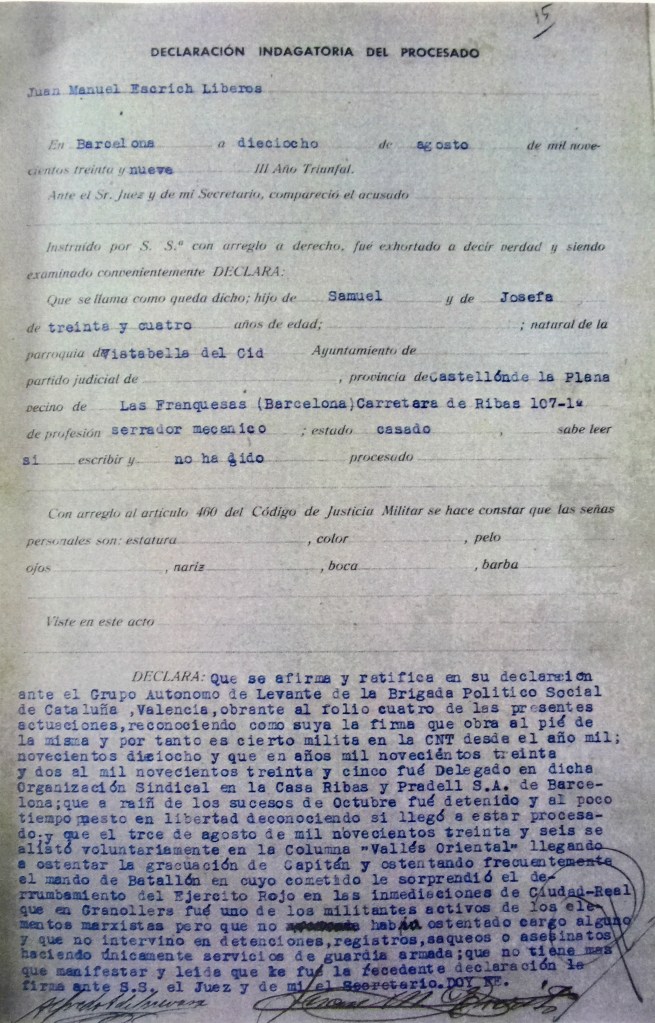 15
DECLARACIÓN INDAGATORIA DEL PROCESADO
Juan Manuel Escrich Liberos
En Barcelona a dieciocho de agosto de mil nove-
cientos treinta y nueve III Año Triunfal.
Ante el Sr. Juez y de mi Secretario, compareció el acusado
Instruído por S. S.ª con arreglo a derecho, fué exhortado a decir verdad y siendo
examinado convenientemente DECLARA:
Que se llama como queda dicho; hijo de Samuel y de Josefa
de treinta y cuatro años de edad; ; natural de la
parroquia de Vistabella del Cid Ayuntamiento de
partido judicial de , provincia de Castellónde la Plana
vecino de Las Franquesas (Barcelona)Carretara de Ribas 107-1ª
de profesión serrador mecanico ; estado casado , sabe leer
si escribir y no ha sido procesado
Con arreglo al artículo 460 del Código de Justicia Militar se hace constar que las señas
personales son: estatura , color , pelo
ojos , nariz , boca , barba
Viste en este acto
DECLARA: Que se afirma y ratifica en su declaración
ante el Grupo Autonomo de Levante de la Brigada Politico Social
de Cataluña ,Valencia,obrante al folio cuatro de las presentes
actuaciones,reconociendo como suya la firma que obra al pié de
la misma y por tanto es cierto milita en la CNT desde el año mil;
novecientos dieciocho y que en años mil novecientos treinta
y dos al mil novecientos treinta y cinco fué Delegado en dicha
Organización Sindical en la Casa Ribas y Pradell S.A. de Barce-
lona;que a raiñ de los sucesos de Octubre fué detenido y al poco
tiempo puesto en libertad deconociendo si llegó a estar procesa-
do.y que el trce de agosto de mil novecientos treinta y seis se
alistó voluntariamente en la Columna "Vallés Oriental" llegando
a ostentar la gracuación de Capitán y ostentando frecuentemente
el mando de Batallón en cuyo cometido le sorprendió el de-
rrumbamiento del Ejercito Rojo en las inmediaciones de Ciudad-Real
que en Granollers fué uno de los militantes activos de los ele-
mentos marxistas pero que no había ostentado cargo alguno
y que no intervino en detenciones,registros,saqueos o asesinatos
haciendo únicamente servicios de guardia armada;que no tiene mas
que manifestar y leida que le fué la recedente declaración la
firma ante S.S. el Juez y de mi el Secretario.DOY FE.